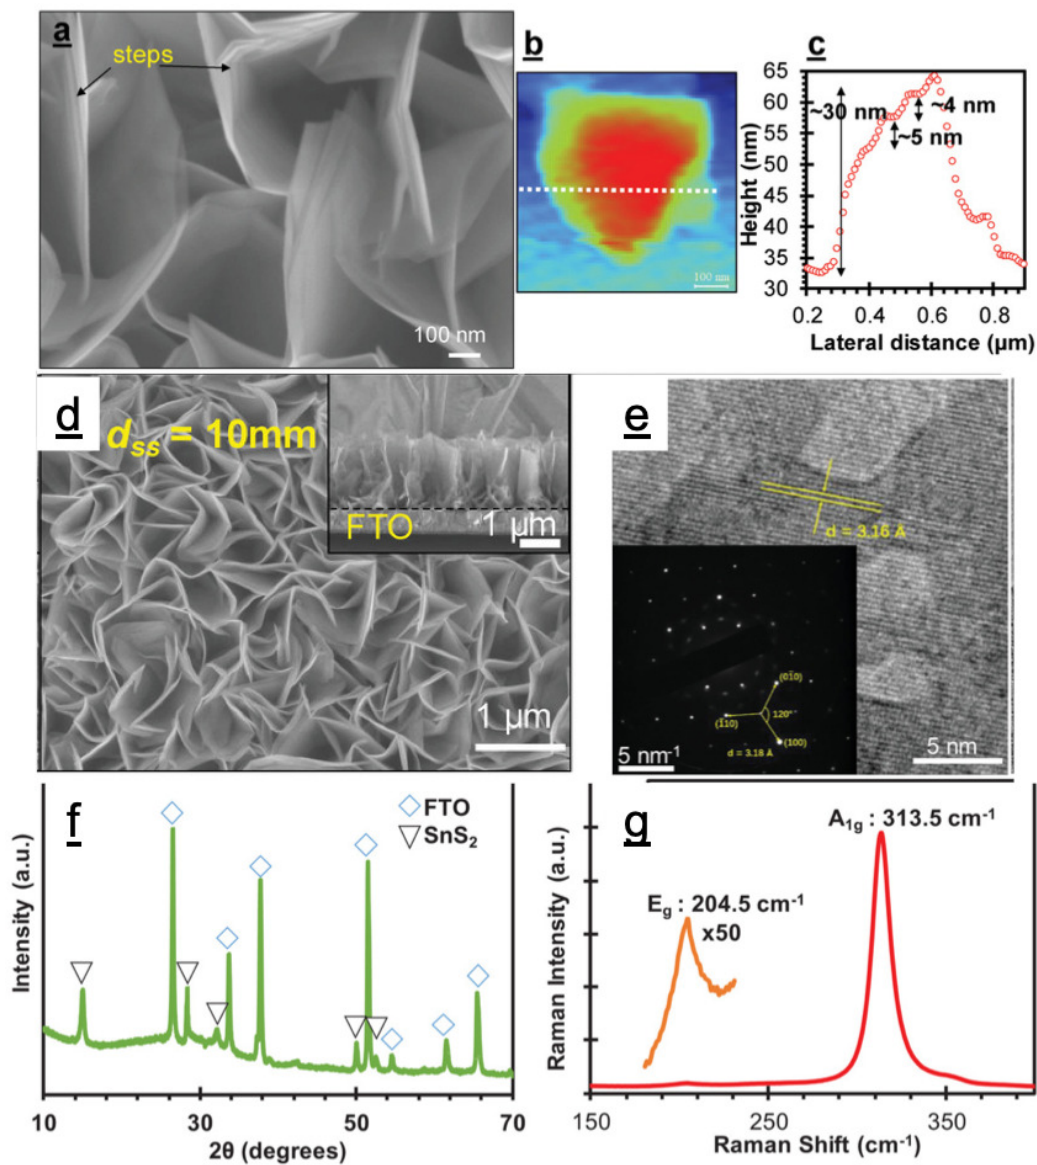 a
steps
100 nm
b
100 nm
c
65
60
55
50
45
40
35
30
Height (nm)
~30 nm
~4 nm
~5 nm
0.2 0.4 0.6 0.8
Lateral distance (µm)
d
dss = 10mm
FTO
1 µm
1 µm
e
d = 3.16 Å
(01̅0)
120°
(1̅10)
(100)
d = 3.18 Å
5 nm-1
5 nm
f
FTO
SnS2
Intensity (a.u.)
10 30 50 70
2θ (degrees)
g
A1g : 313.5 cm-1
Eg : 204.5 cm-1
x50
Raman Intensity (a.u.)
150 250 350
Raman Shift (cm-1)